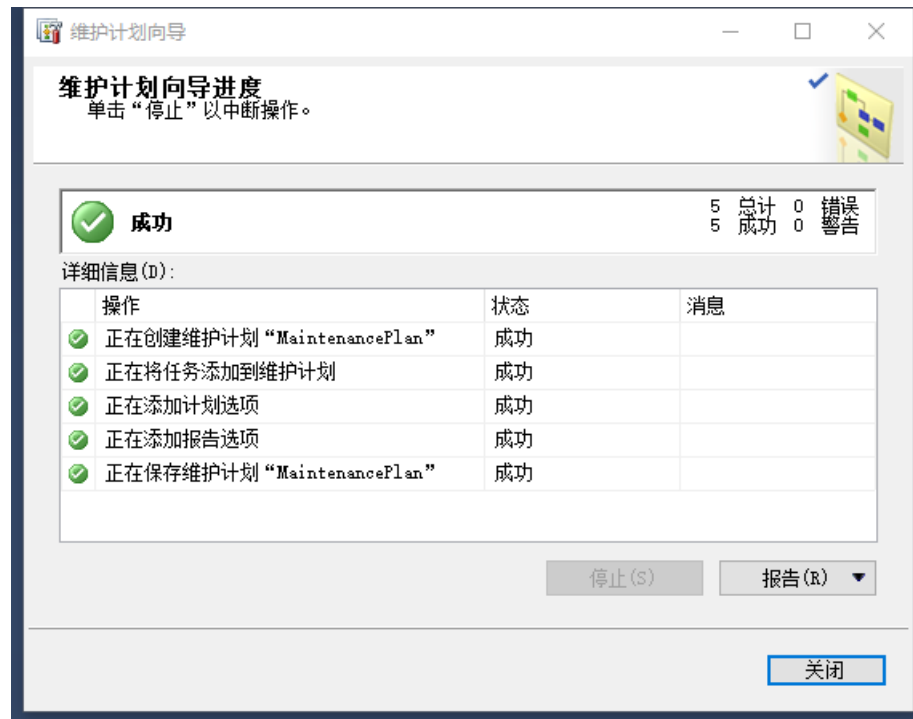 维护计划向导
维护计划向导进度
单击“停止”以中断操作。
成功
5 总计 0 错误
5 成功 0 警告
详细信息(D):
操作 状态 消息
正在创建维护计划“MaintenancePlan” 成功
正在将任务添加到维护计划 成功
正在添加计划选项 成功
正在添加报告选项 成功
正在保存维护计划“MaintenancePlan” 成功
停止(S) 报告(R)
关闭